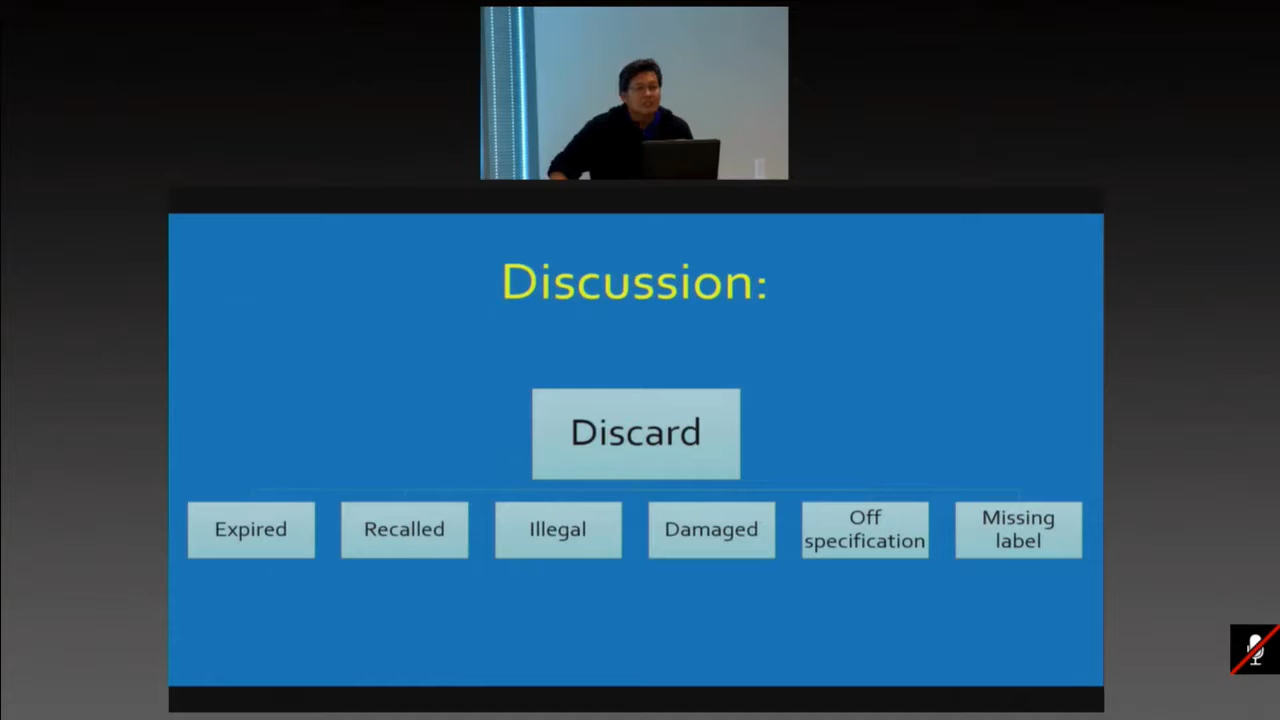 Discussion:
Discard
Expired
Recalled
Illegal
Damaged
Off
specification
Missing
label